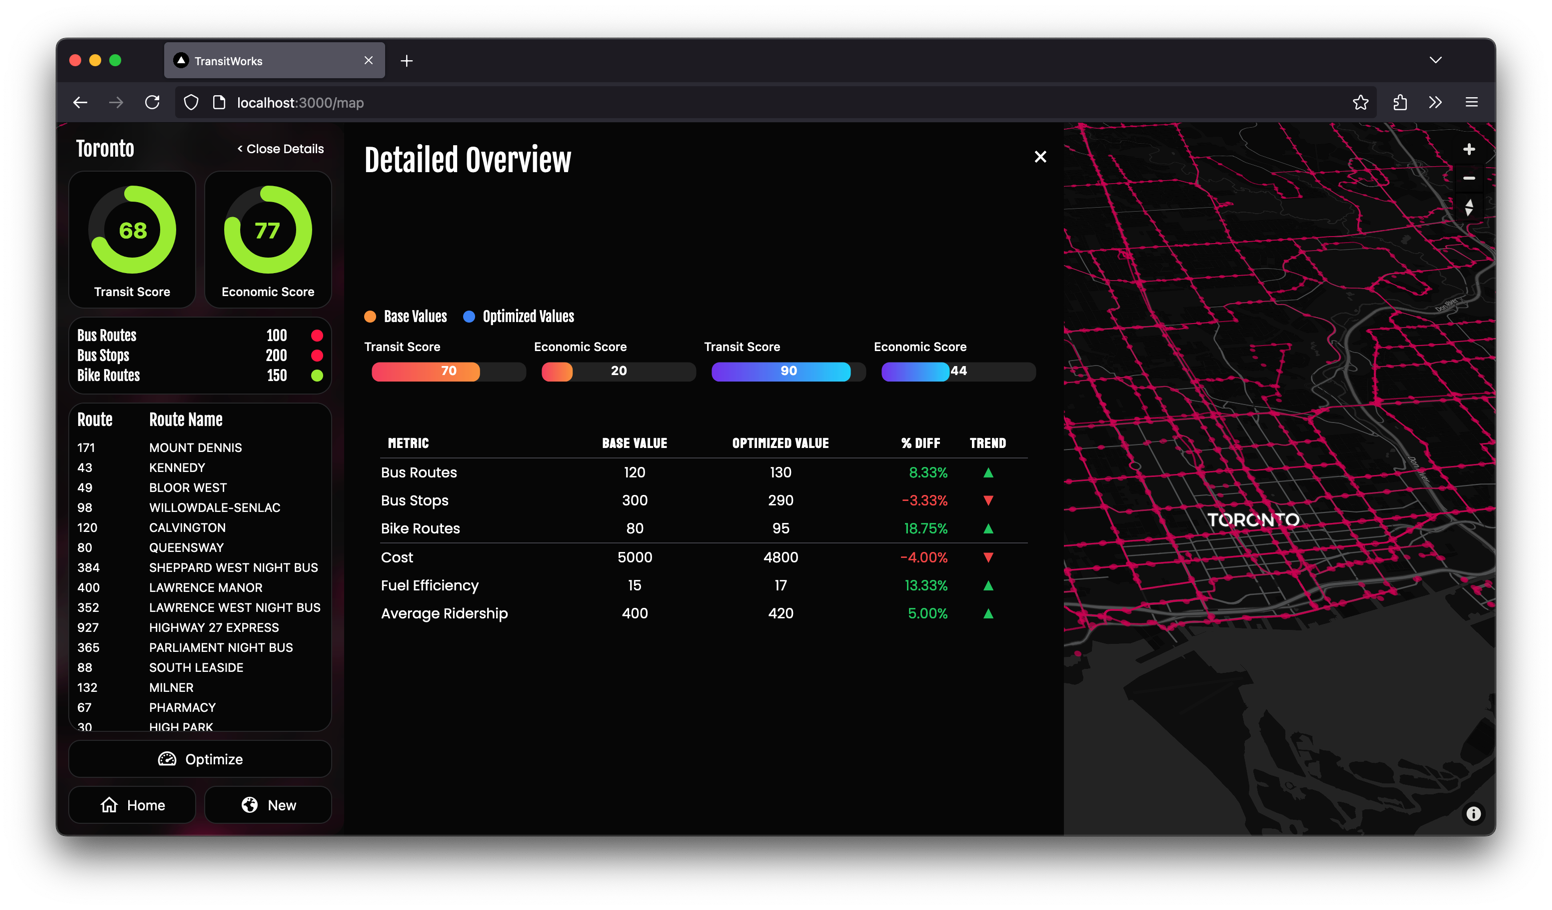 TransitWorks
localhost:3000/map
Toronto
< Close Details
68
Transit Score
77
Economic Score
Bus Routes 100
Bus Stops 200
Bike Routes 150
Route Route Name
171 MOUNT DENNIS
43 KENNEDY
49 BLOOR WEST
98 WILLOWDALE-SENLAC
120 CALVINGTON
80 QUEENSWAY
384 SHEPPARD WEST NIGHT BUS
400 LAWRENCE MANOR
352 LAWRENCE WEST NIGHT BUS
927 HIGHWAY 27 EXPRESS
365 PARLIAMENT NIGHT BUS
88 SOUTH LEASIDE
132 MILNER
67 PHARMACY
30 HIGH PARK
Optimize
Home
New
Detailed Overview
Base Values Optimized Values
Transit Score Economic Score Transit Score Economic Score
70 20 90 44
METRIC BASE VALUE OPTIMIZED VALUE % DIFF TREND
Bus Routes 120 130 8.33% ▲
Bus Stops 300 290 -3.33% ▼
Bike Routes 80 95 18.75% ▲
Cost 5000 4800 -4.00% ▼
Fuel Efficiency 15 17 13.33% ▲
Average Ridership 400 420 5.00% ▲
TORONTO